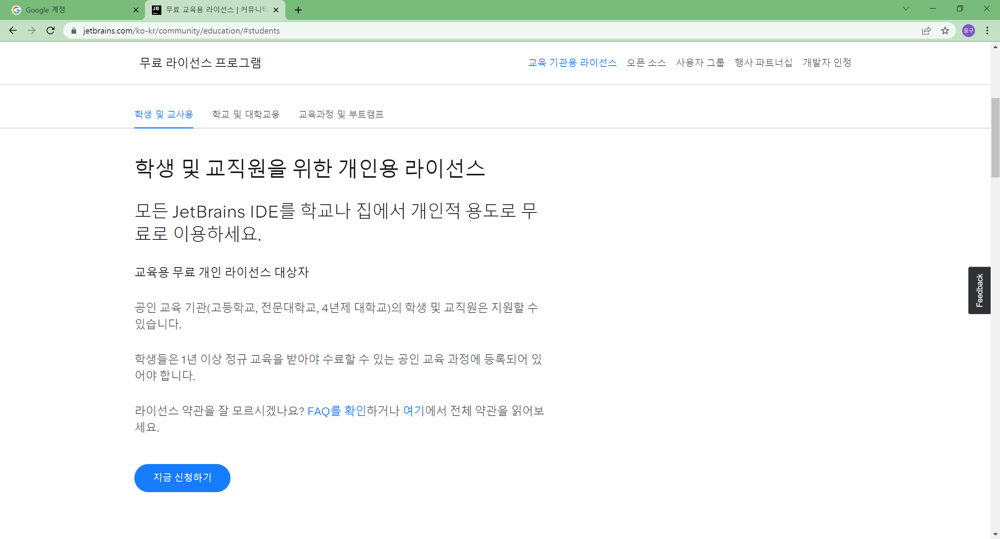 Google 계정
JB
무료 교육용 라이선스 | 커뮤니티
jetbrains.com/ko-kr/community/education/#students
응구
무료 라이선스 프로그램
교육 기관용 라이선스 오픈 소스 사용자 그룹 행사 파트너십 개발자 인정
학생 및 교사용 학교 및 대학교용 교육과정 및 부트캠프
학생 및 교직원을 위한 개인용 라이선스
모든 JetBrains IDE를 학교나 집에서 개인적 용도로 무
료로 이용하세요.
교육용 무료 개인 라이선스 대상자
Feedback
공인 교육 기관(고등학교, 전문대학교, 4년제 대학교)의 학생 및 교직원은 지원할 수
있습니다.
학생들은 1년 이상 정규 교육을 받아야 수료할 수 있는 공인 교육 과정에 등록되어 있
어야 합니다.
라이선스 약관을 잘 모르시겠나요? FAQ를 확인하거나 여기에서 전체 약관을 읽어보
세요.
지금 신청하기